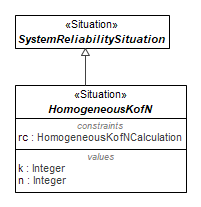 «Situation»
SystemReliabilitySituation
«Situation»
HomogeneousKofN
constraints
rc : HomogeneousKofNCalculation
values
k : Integer
n : Integer